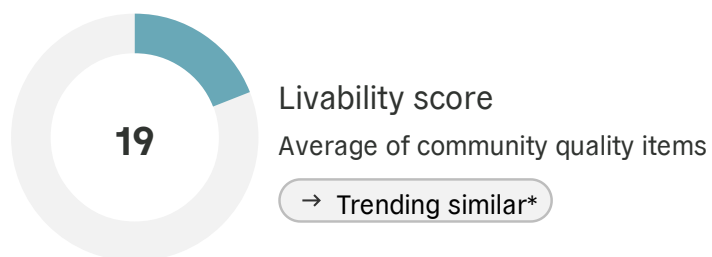 19
Livability score
Average of community quality items
→ Trending similar*